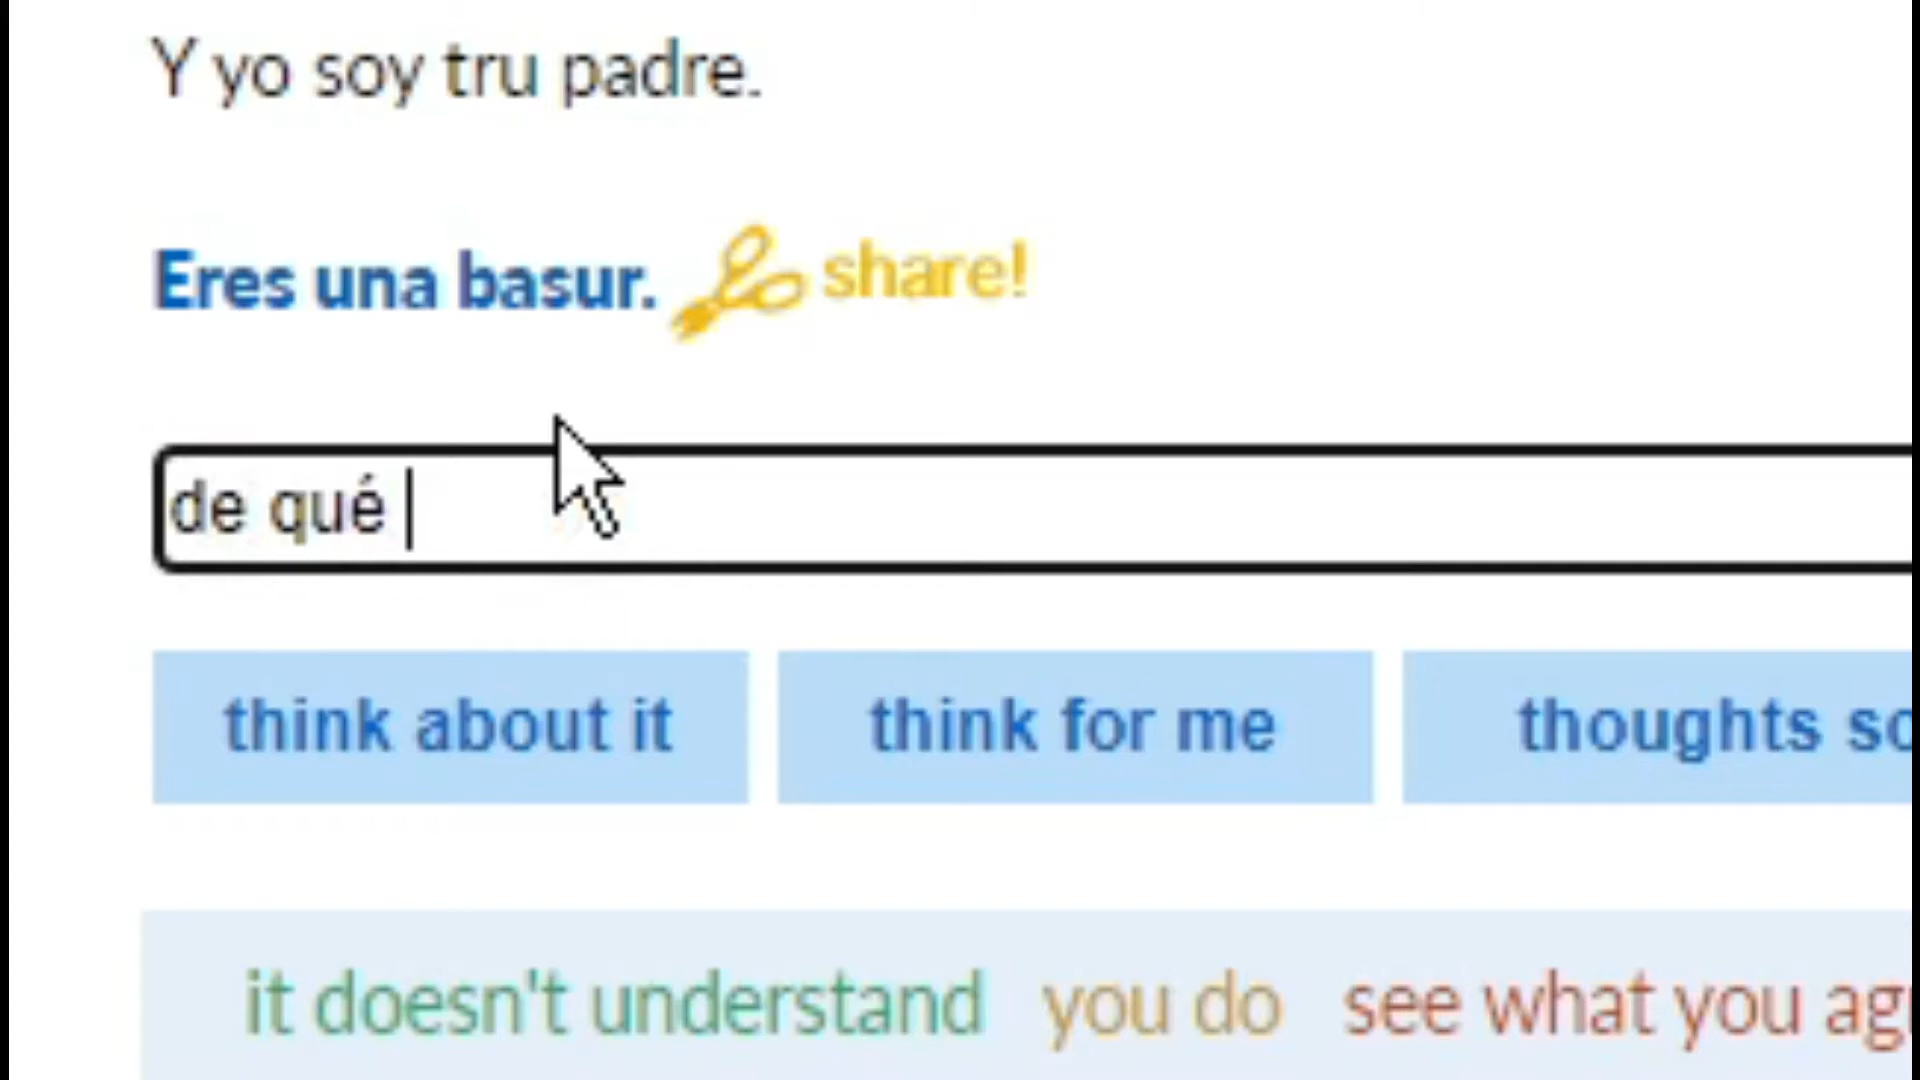 Y yo soy tru padre.
Eres una basur. share!
de qué
think about it think for me thoughts so
it doesn't understand you do see what you ag